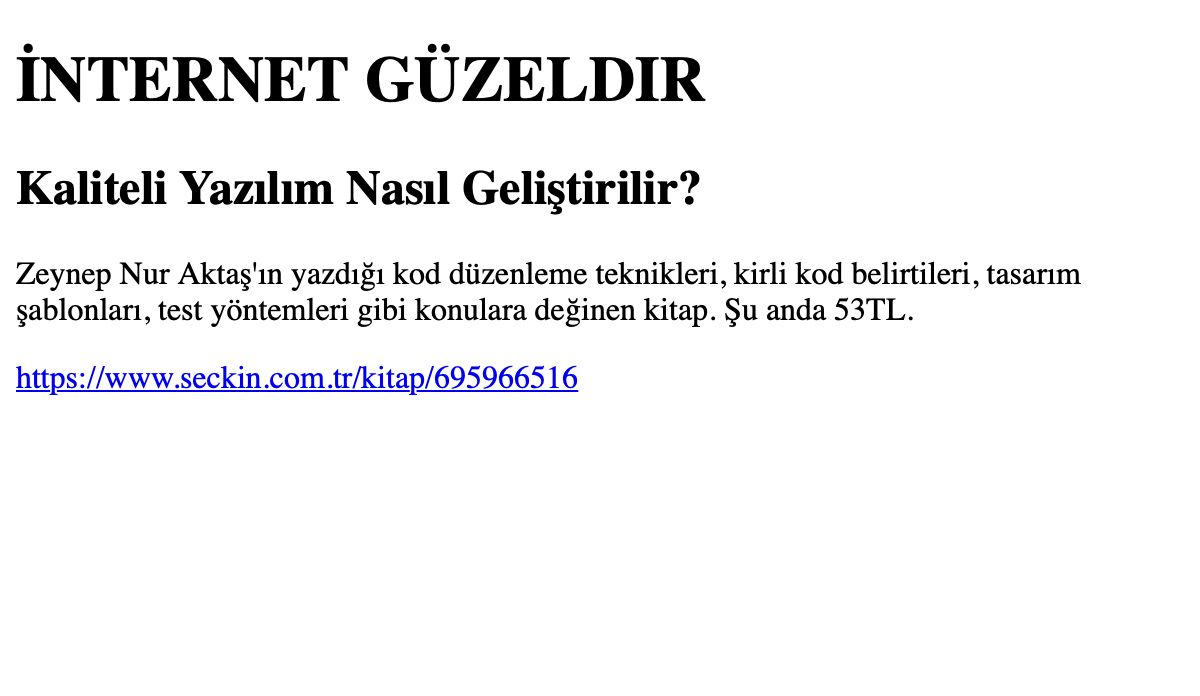 İNTERNET GÜZELDIR
Kaliteli Yazılım Nasıl Geliştirilir?
Zeynep Nur Aktaş'ın yazdığı kod düzenleme teknikleri, kirli kod belirtileri, tasarım
şablonları, test yöntemleri gibi konulara değinen kitap. Şu anda 53TL.
https://www.seckin.com.tr/kitap/695966516